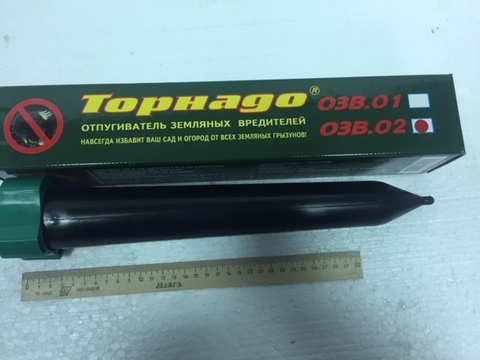 Торнадо®
ОТПУГИВАТЕЛЬ ЗЕМЛЯНЫХ ВРЕДИТЕЛЕЙ
НАВСЕГДА ИЗБАВИТ ВАШ САД И ОГОРОД ОТ ВСЕХ ЗЕМЛЯНЫХ ГРЫЗУНОВ!
ОЗВ.01
ОЗВ.02